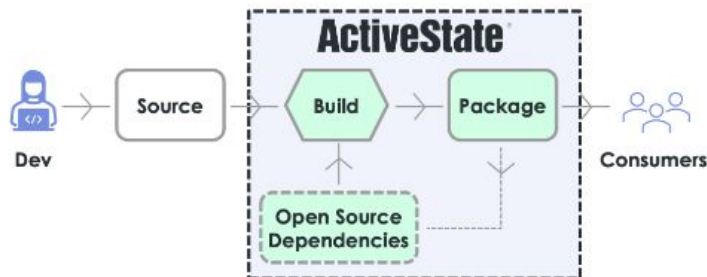 ActiveState®
Source
Build
Package
</>
Dev
Consumers
Open Source
Dependencies